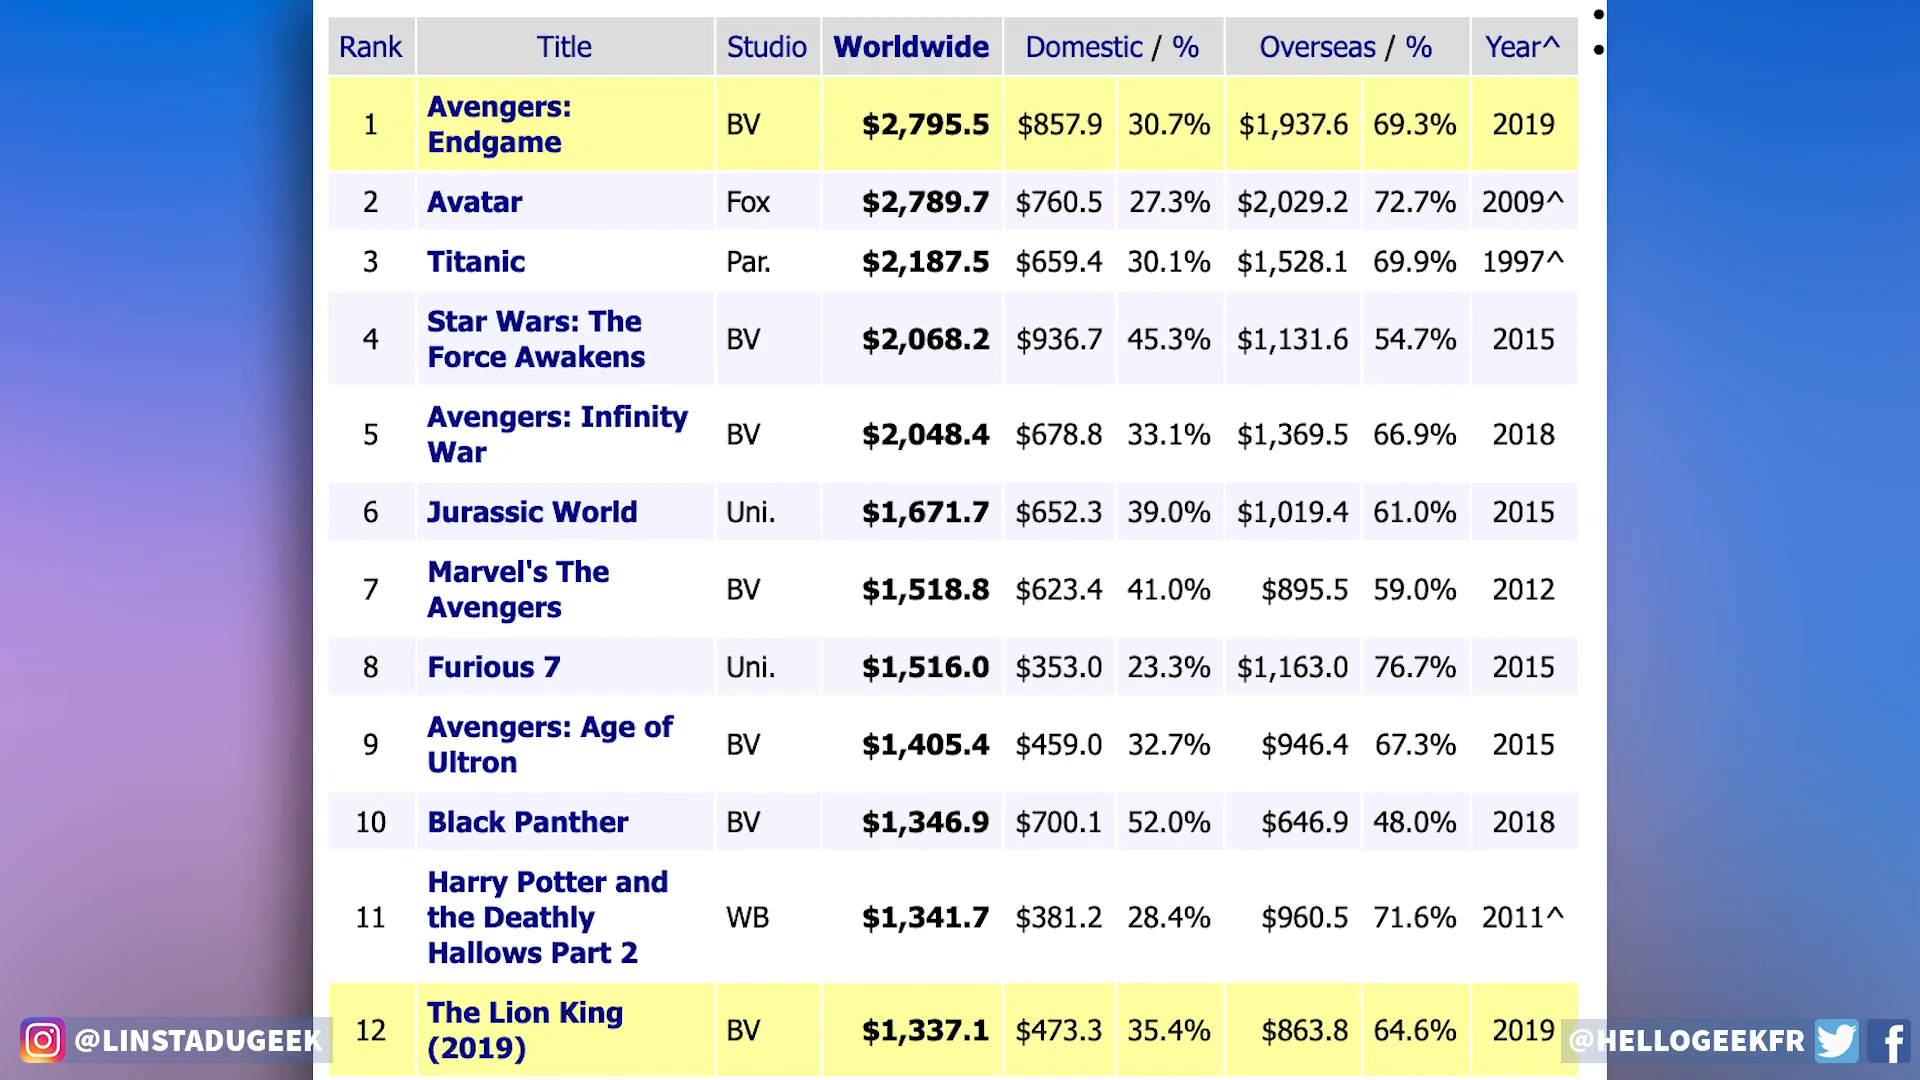 Rank Title Studio Worldwide Domestic / % Overseas / % Year^
1 Avengers: Endgame BV $2,795.5 $857.9 30.7% $1,937.6 69.3% 2019
2 Avatar Fox $2,789.7 $760.5 27.3% $2,029.2 72.7% 2009^
3 Titanic Par. $2,187.5 $659.4 30.1% $1,528.1 69.9% 1997^
4 Star Wars: The Force Awakens BV $2,068.2 $936.7 45.3% $1,131.6 54.7% 2015
5 Avengers: Infinity War BV $2,048.4 $678.8 33.1% $1,369.5 66.9% 2018
6 Jurassic World Uni. $1,671.7 $652.3 39.0% $1,019.4 61.0% 2015
7 Marvel's The Avengers BV $1,518.8 $623.4 41.0% $895.5 59.0% 2012
8 Furious 7 Uni. $1,516.0 $353.0 23.3% $1,163.0 76.7% 2015
9 Avengers: Age of Ultron BV $1,405.4 $459.0 32.7% $946.4 67.3% 2015
10 Black Panther BV $1,346.9 $700.1 52.0% $646.9 48.0% 2018
11 Harry Potter and the Deathly Hallows Part 2 WB $1,341.7 $381.2 28.4% $960.5 71.6% 2011^
12 The Lion King (2019) BV $1,337.1 $473.3 35.4% $863.8 64.6% 2019
@LINSTADUGEEK
@HELLOGEEKFR